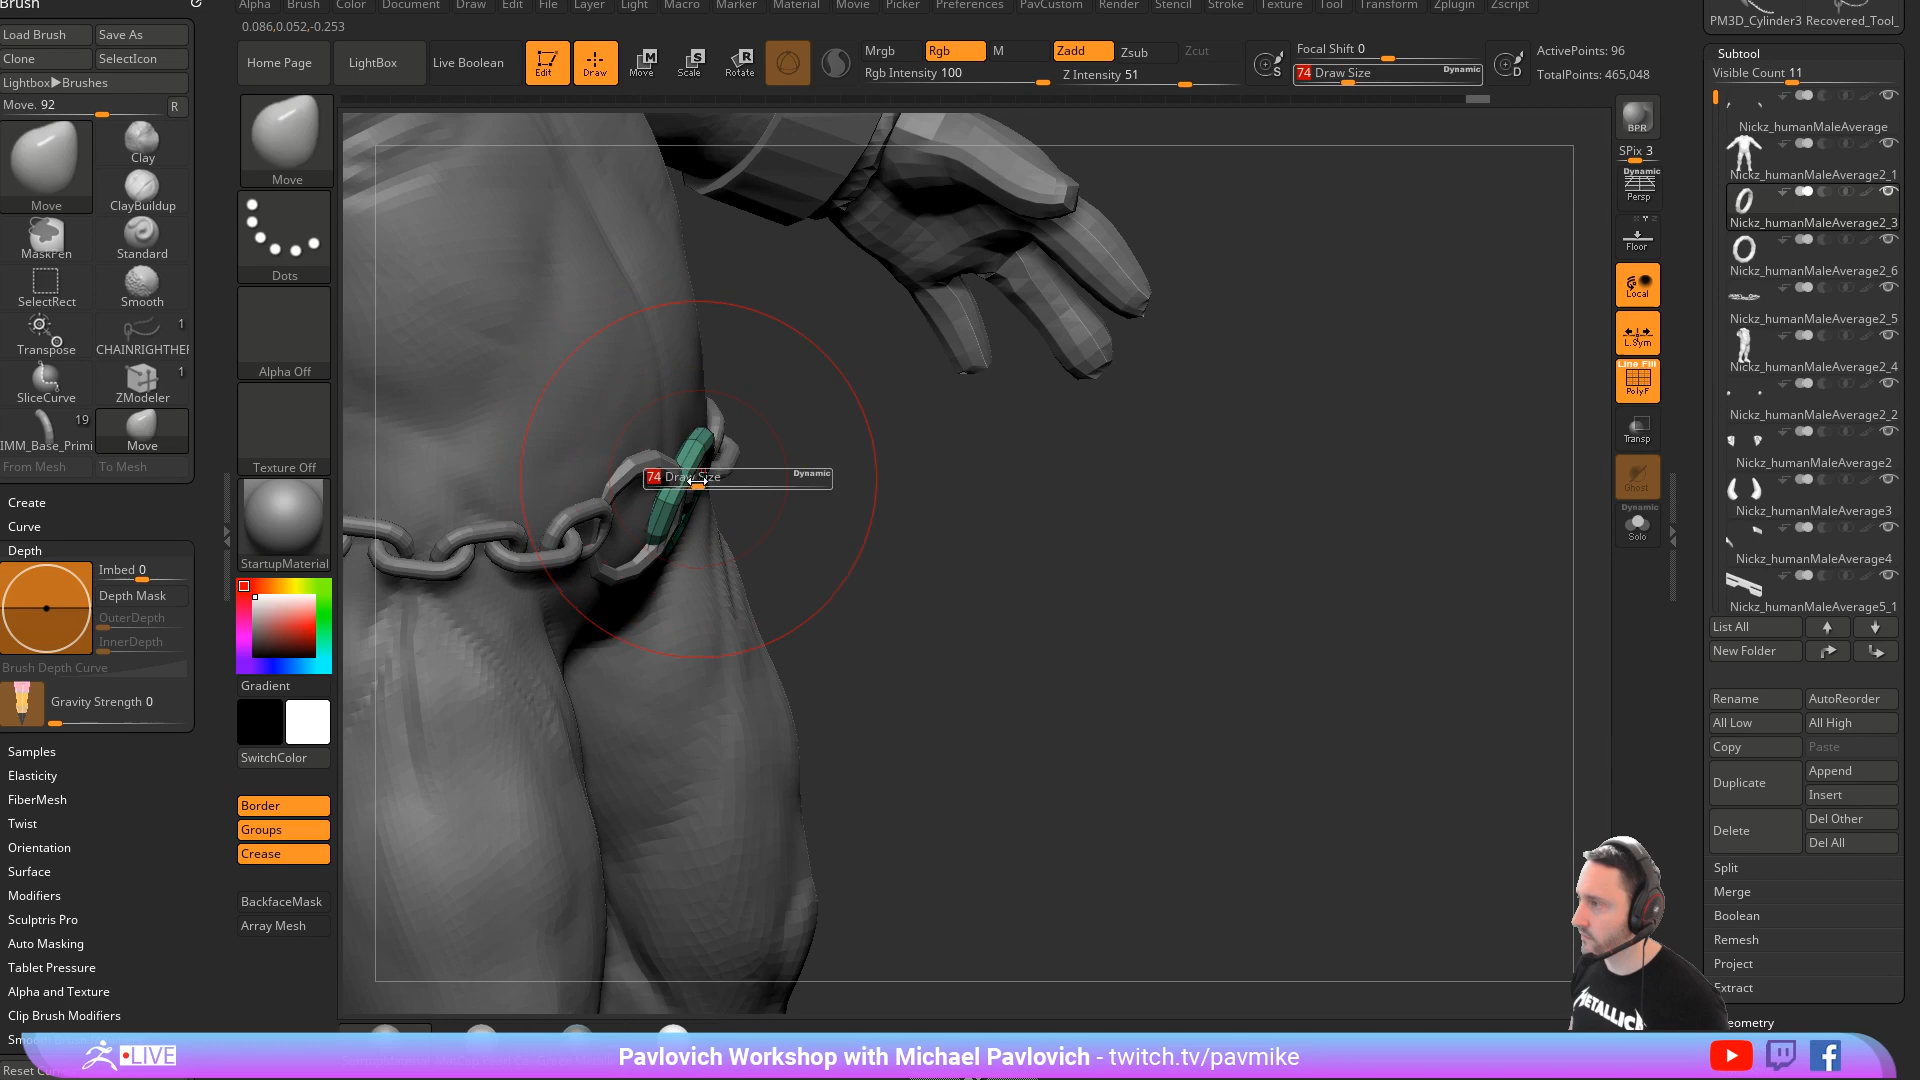 Brush
Alpha Brush Color Document Draw Edit File Layer Light Macro Marker Material Movie Picker Preferences PavCustom Render Stencil Stroke Texture Tool Transform Zplugin Zscript
0.086,0.052,-0.253
Load Brush Save As
Clone SelectIcon
Lightbox▶Brushes
Move. 92 R
Move
Clay
ClayBuildup
MaskPen Standard
SelectRect Smooth
1
Transpose CHAINRIGHTHER
1
SliceCurve ZModeler
19
IMM_Base_Primi Move
From Mesh To Mesh
Create
Curve
Depth
Imbed 0
Depth Mask
OuterDepth
InnerDepth
Brush Depth Curve
Gravity Strength 0
Samples
Elasticity
FiberMesh
Twist
Orientation
Surface
Modifiers
Sculptris Pro
Auto Masking
Tablet Pressure
Alpha and Texture
Clip Brush Modifiers
Home Page LightBox Live Boolean
Edit Draw Move Scale Rotate
Mrgb Rgb M Zadd Zsub Zcut
Rgb Intensity 100 Z Intensity 51
S
Focal Shift 0
74 Draw Size Dynamic
D
ActivePoints: 96
TotalPoints: 465,048
Move
Dots
Alpha Off
Texture Off
StartupMaterial
Gradient
SwitchColor
Border
Groups
Crease
BackfaceMask
Array Mesh
74 Draw Size Dynamic
BPR
SPix 3
Dynamic
Persp
Floor
Local
L.Sym
Line Fill
PolyF
Transp
Ghost
Dynamic
Solo
PM3D_Cylinder3 Recovered_Tool_
Subtool
Visible Count 11
Nickz_humanMaleAverage
Nickz_humanMaleAverage2_1
Nickz_humanMaleAverage2_3
Nickz_humanMaleAverage2_6
Nickz_humanMaleAverage2_5
Nickz_humanMaleAverage2_4
Nickz_humanMaleAverage2_2
Nickz_humanMaleAverage2
Nickz_humanMaleAverage3
Nickz_humanMaleAverage4
Nickz_humanMaleAverage5_1
List All
New Folder
Rename AutoReorder
All Low All High
Copy Paste
Duplicate Append
Insert
Delete Del Other
Del All
Split
Merge
Boolean
Remesh
Project
Extract
eometry
METALLICA
LIVE
Pavlovich Workshop with Michael Pavlovich - twitch.tv/pavmike